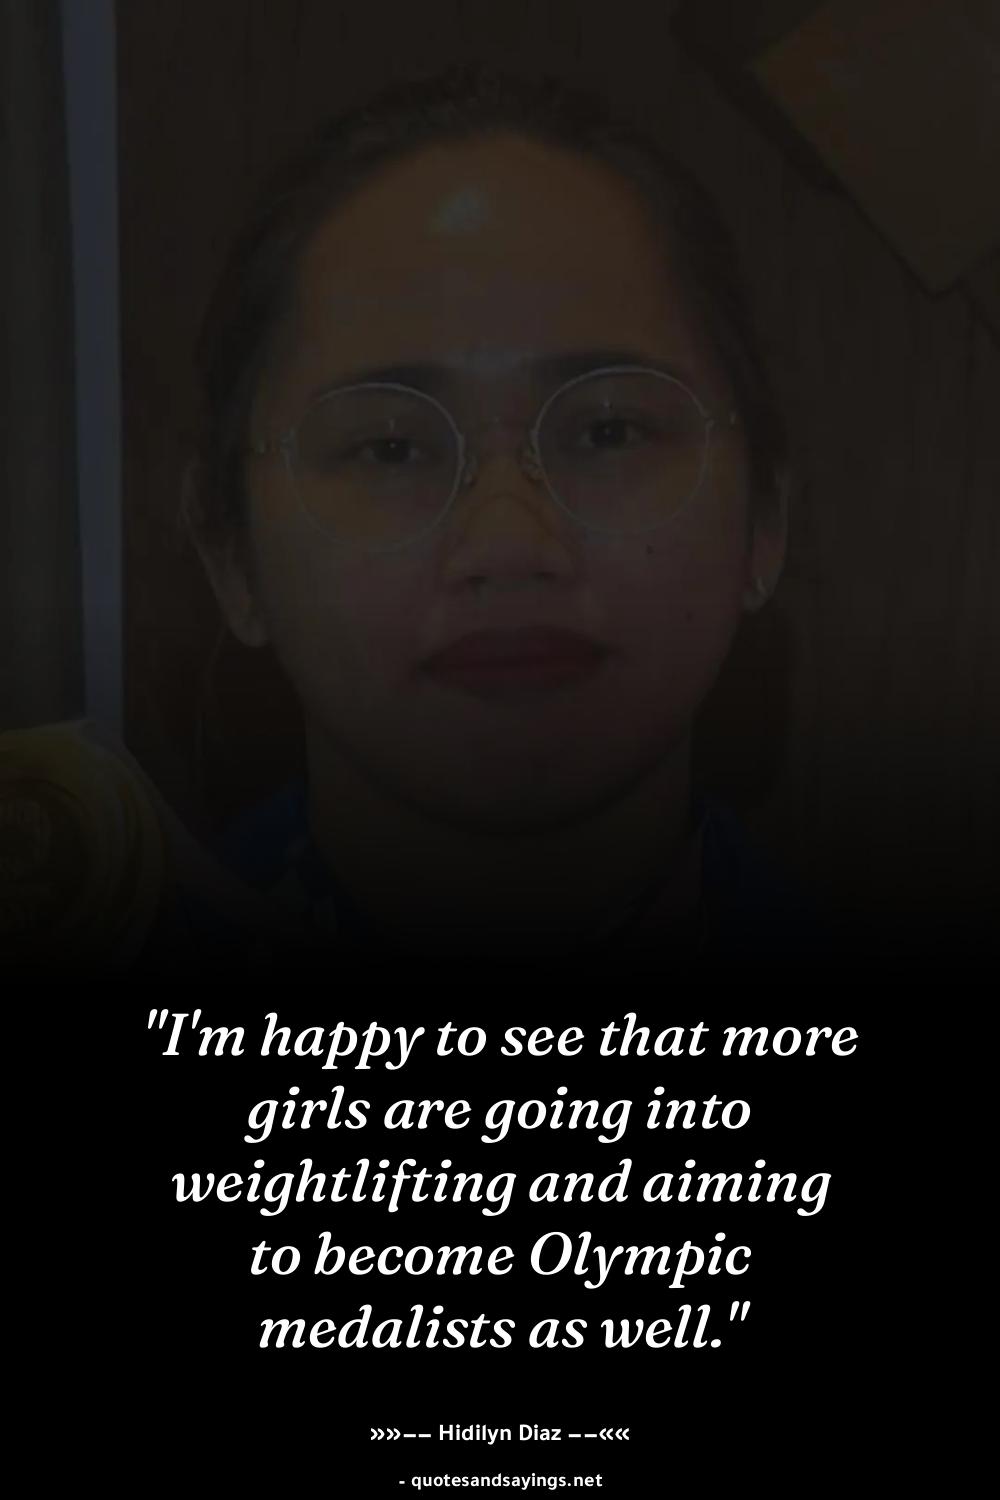 "I'm happy to see that more
girls are going into
weightlifting and aiming
to become Olympic
medalists as well."
»»–– Hidilyn Diaz ––««
- quotesandsayings.net